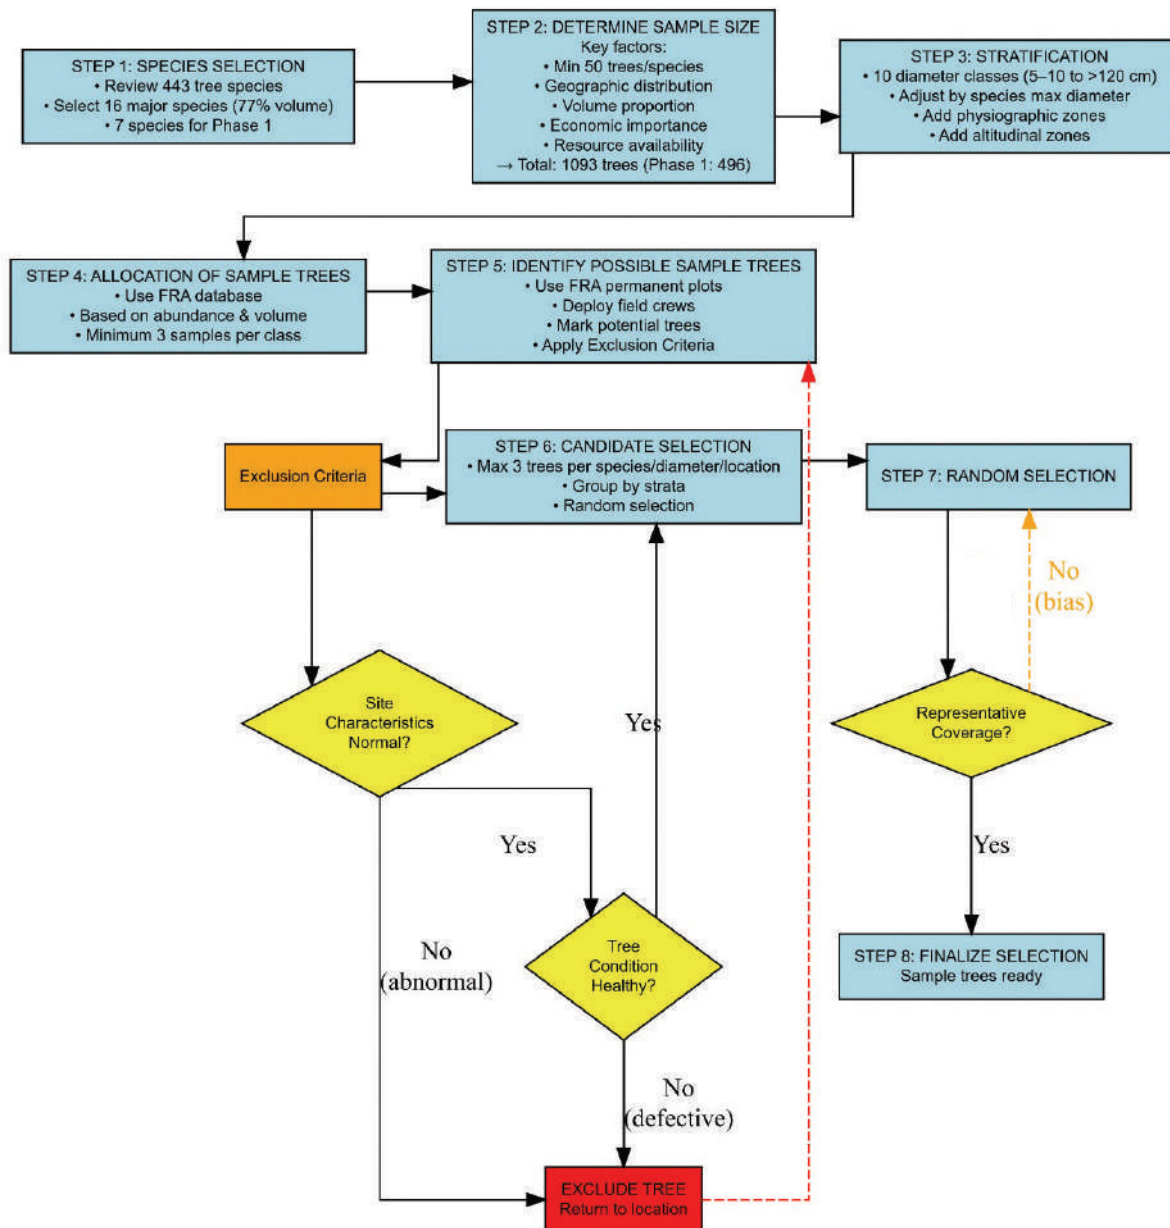 STEP 1: SPECIES SELECTION
• Review 443 tree species
• Select 16 major species (77% volume)
• 7 species for Phase 1
STEP 2: DETERMINE SAMPLE SIZE
Key factors:
• Min 50 trees/species
• Geographic distribution
• Volume proportion
• Economic importance
• Resource availability
→ Total: 1093 trees (Phase 1: 496)
STEP 3: STRATIFICATION
• 10 diameter classes (5–10 to >120 cm)
• Adjust by species max diameter
• Add physiographic zones
• Add altitudinal zones
STEP 4: ALLOCATION OF SAMPLE TREES
• Use FRA database
• Based on abundance & volume
• Minimum 3 samples per class
STEP 5: IDENTIFY POSSIBLE SAMPLE TREES
• Use FRA permanent plots
• Deploy field crews
• Mark potential trees
• Apply Exclusion Criteria
Exclusion Criteria
STEP 6: CANDIDATE SELECTION
• Max 3 trees per species/diameter/location
• Group by strata
• Random selection
STEP 7: RANDOM SELECTION
No
(bias)
Site
Characteristics
Normal?
Yes
Representative
Coverage?
Yes
Yes
No
(abnormal)
Tree
Condition
Healthy?
STEP 8: FINALIZE SELECTION
Sample trees ready
No
(defective)
EXCLUDE TREE
Return to location